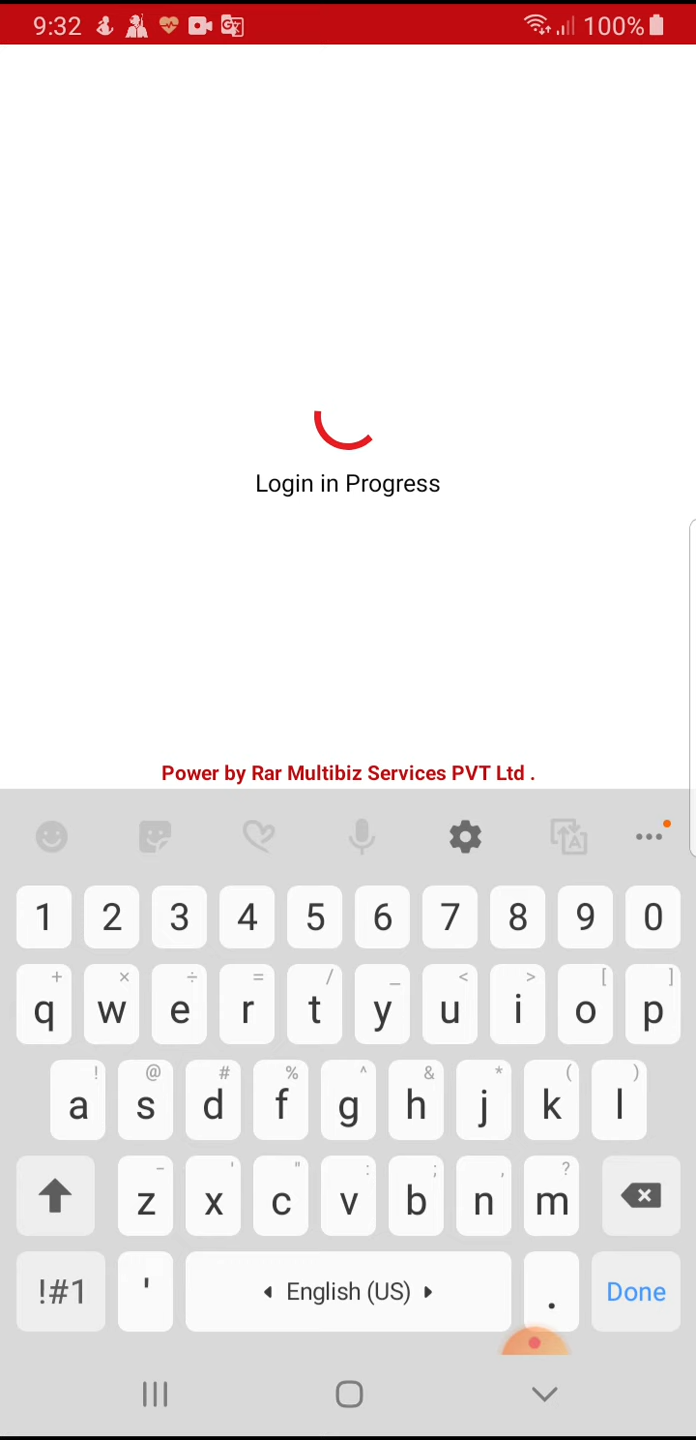 9:32 100%
Login in Progress
Power by Rar Multibiz Services PVT Ltd .
1 2 3 4 5 6 7 8 9 0
+ × ÷ = / _ < > [ ]
q w e r t y u i o p
! @ # % ^ & * ( )
a s d f g h j k l
- ' " : ; , ?
z x c v b n m
!#1 ' English (US) . Done